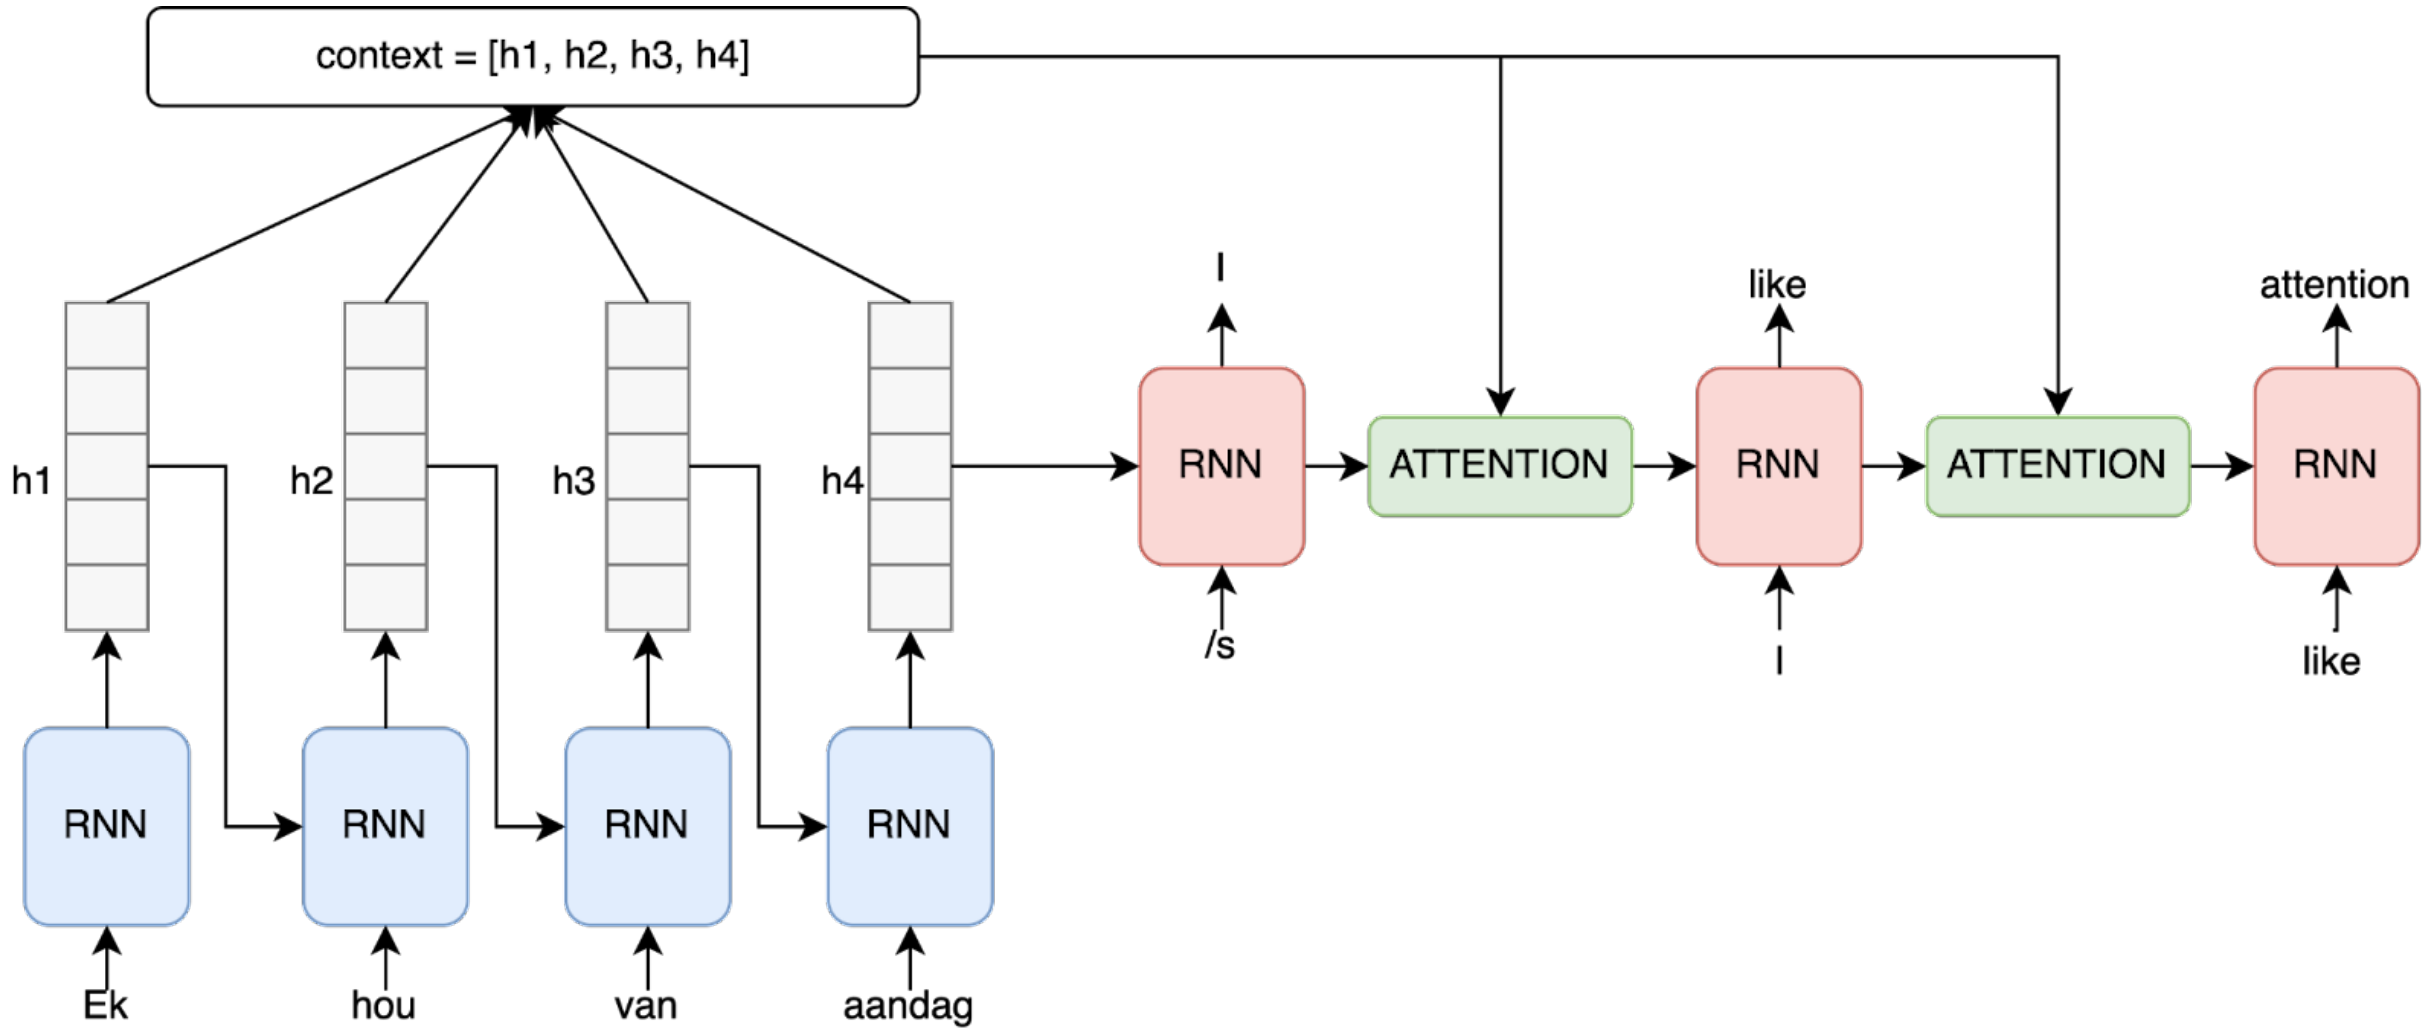 context = [h1, h2, h3, h4]
I
like
attention
h1
h2
h3
h4
RNN
ATTENTION
RNN
ATTENTION
RNN
/s
I
like
RNN
RNN
RNN
RNN
Ek
hou
van
aandag